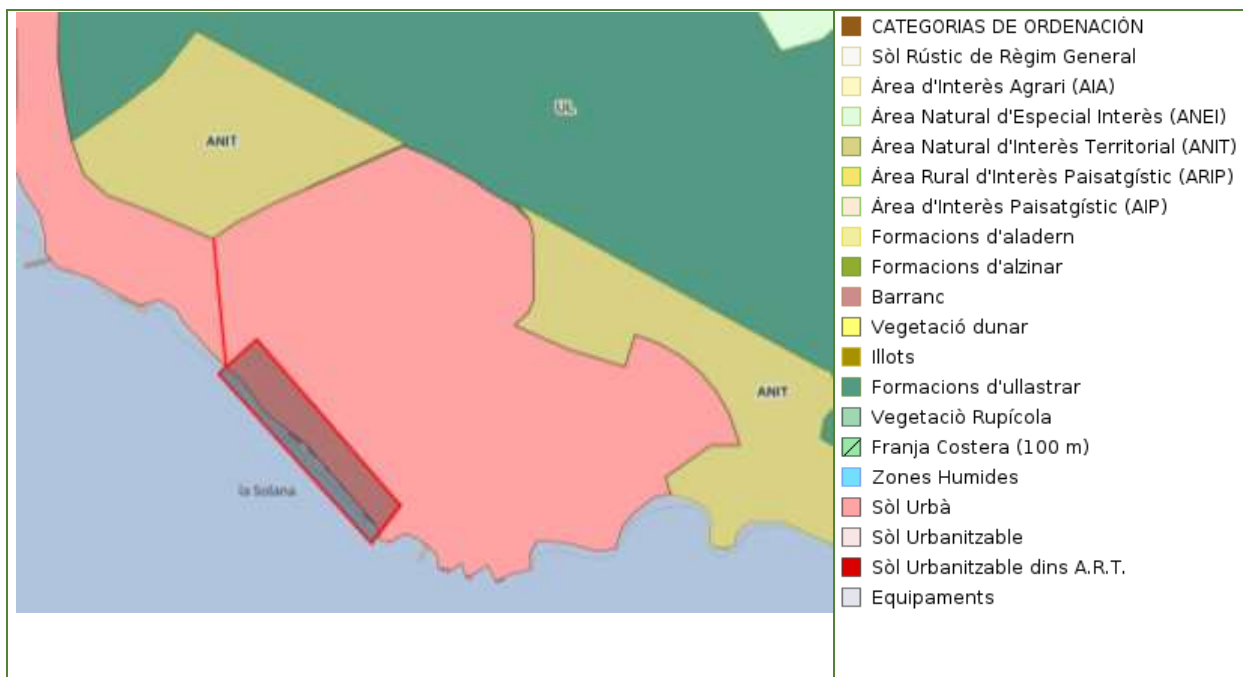 ANIT
UL
ANIT
la Solana
CATEGORIAS DE ORDENACIÓN
Sòl Rústic de Règim General
Área d'Interès Agrari (AIA)
Área Natural d'Especial Interès (ANEI)
Área Natural d'Interès Territorial (ANIT)
Área Rural d'Interès Paisatgístic (ARIP)
Área d'Interès Paisatgístic (AIP)
Formacions d'aladern
Formacions d'alzinar
Barranc
Vegetació dunar
Illots
Formacions d'ullastrar
Vegetaciò Rupícola
Franja Costera (100 m)
Zones Humides
Sòl Urbà
Sòl Urbanitzable
Sòl Urbanitzable dins A.R.T.
Equipaments